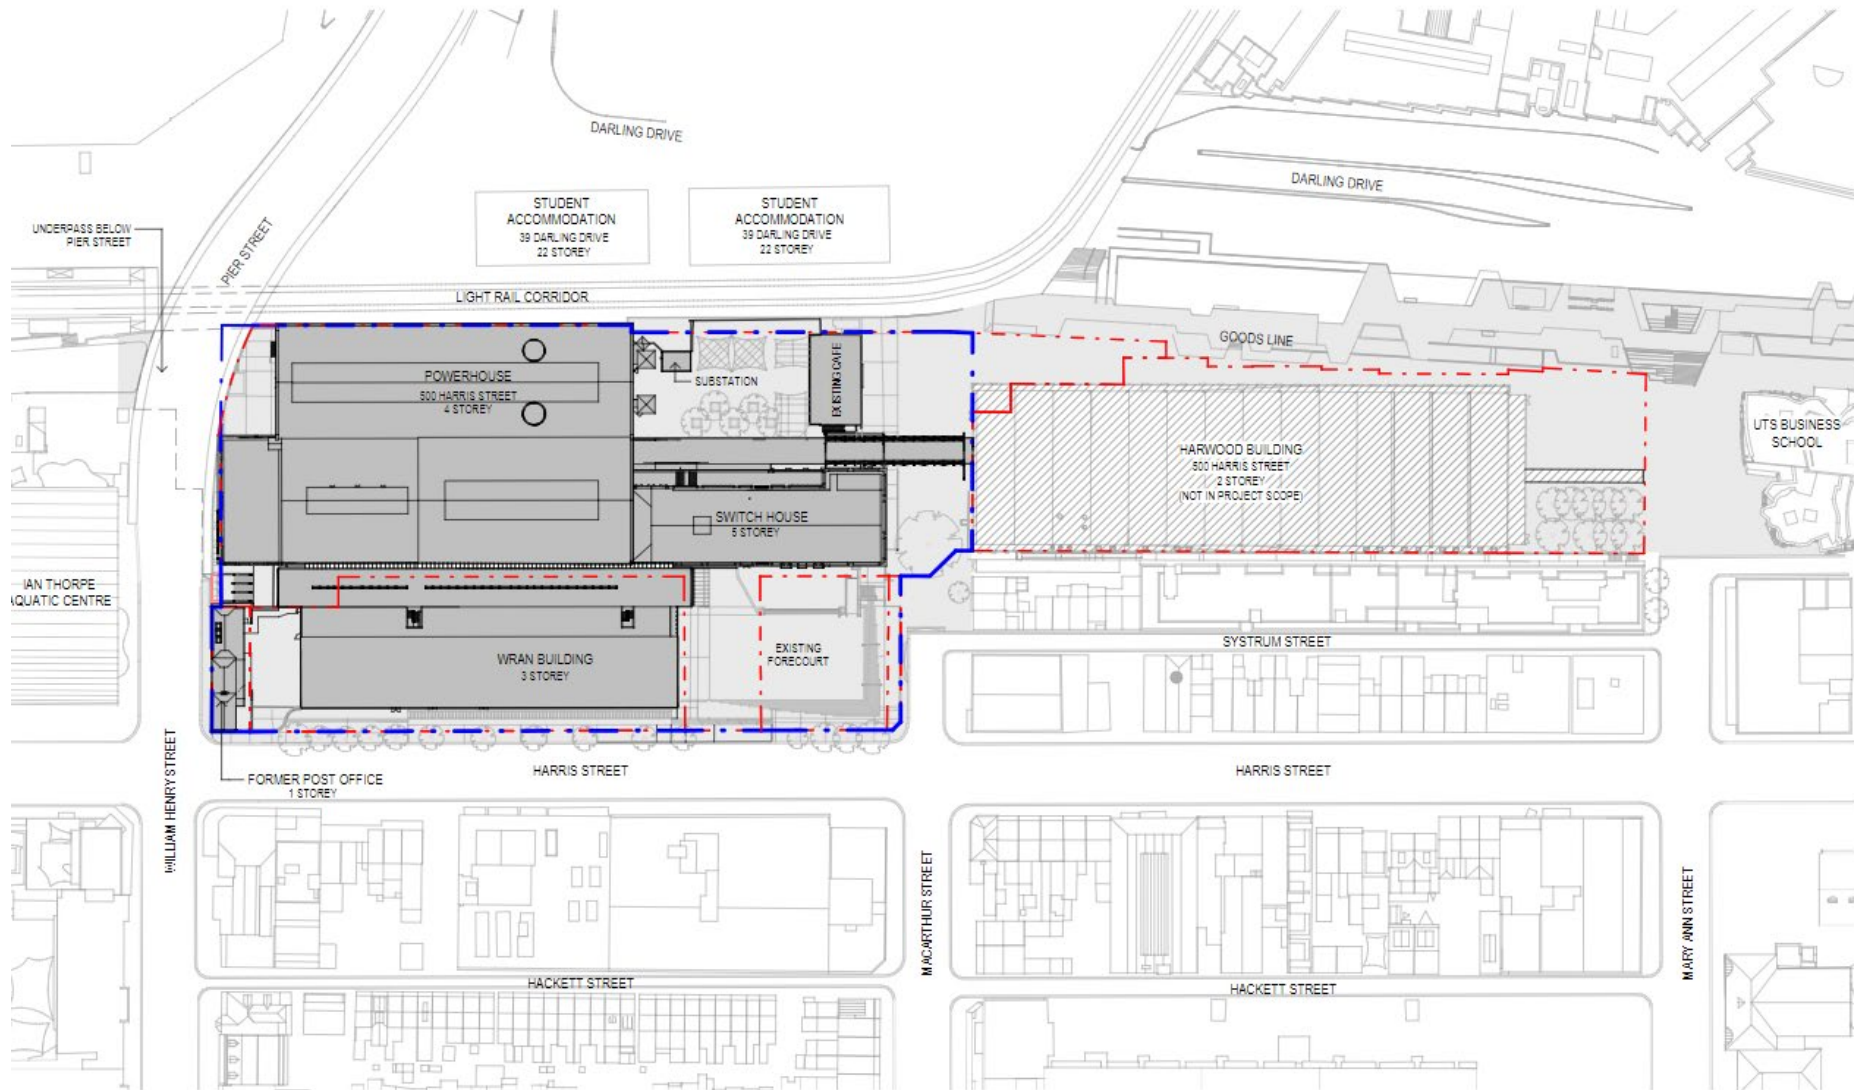 DARLING DRIVE
DARLING DRIVE
STUDENT
ACCOMMODATION
39 DARLING DRIVE
22 STOREY
STUDENT
ACCOMMODATION
39 DARLING DRIVE
22 STOREY
UNDERPASS BELOW
PIER STREET
PIER STREET
LIGHT RAIL CORRIDOR
GOODS LINE
POWERHOUSE
500 HARRIS STREET
4 STOREY
SUBSTATION
EXISTING CAFE
HARWOOD BUILDING
500 HARRIS STREET
2 STOREY
(NOT IN PROJECT SCOPE)
UTS BUSINESS
SCHOOL
SWITCH HOUSE
5 STOREY
IAN THORPE
AQUATIC CENTRE
WRAN BUILDING
3 STOREY
EXISTING
FORECOURT
SYSTRUM STREET
WILLIAM HENRY STREET
FORMER POST OFFICE
1 STOREY
HARRIS STREET
HARRIS STREET
MACARTHUR STREET
MARY ANN STREET
HACKETT STREET
HACKETT STREET